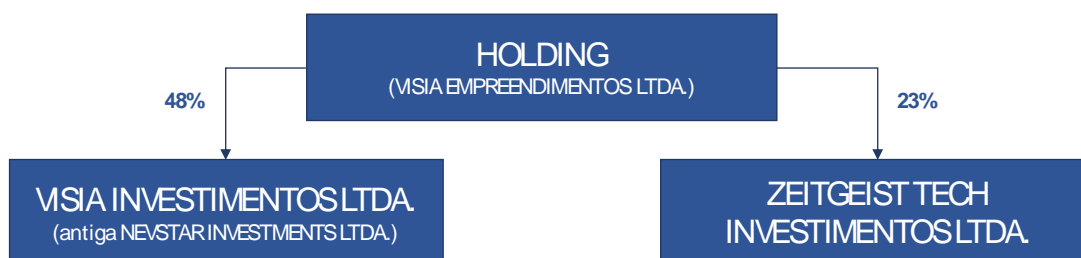 HOLDING
(VISIA EMPREENDIMENTOS LTDA.)
48%
23%
VISIA INVESTIMENTOS LTDA.
(antiga NEVSTAR INVESTMENTS LTDA.)
ZEITGEIST TECH
INVESTIMENTOS LTDA.